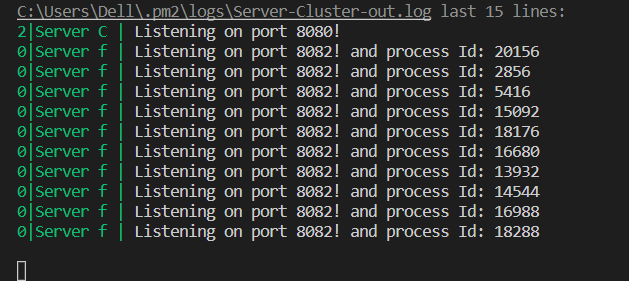 C:\Users\Dell\.pm2\logs\Server-Cluster-out.log last 15 lines:
2|Server C | Listening on port 8080!
0|Server f | Listening on port 8082! and process Id: 20156
0|Server f | Listening on port 8082! and process Id: 2856
0|Server f | Listening on port 8082! and process Id: 5416
0|Server f | Listening on port 8082! and process Id: 15092
0|Server f | Listening on port 8082! and process Id: 18176
0|Server f | Listening on port 8082! and process Id: 16680
0|Server f | Listening on port 8082! and process Id: 13932
0|Server f | Listening on port 8082! and process Id: 14544
0|Server f | Listening on port 8082! and process Id: 16988
0|Server f | Listening on port 8082! and process Id: 18288